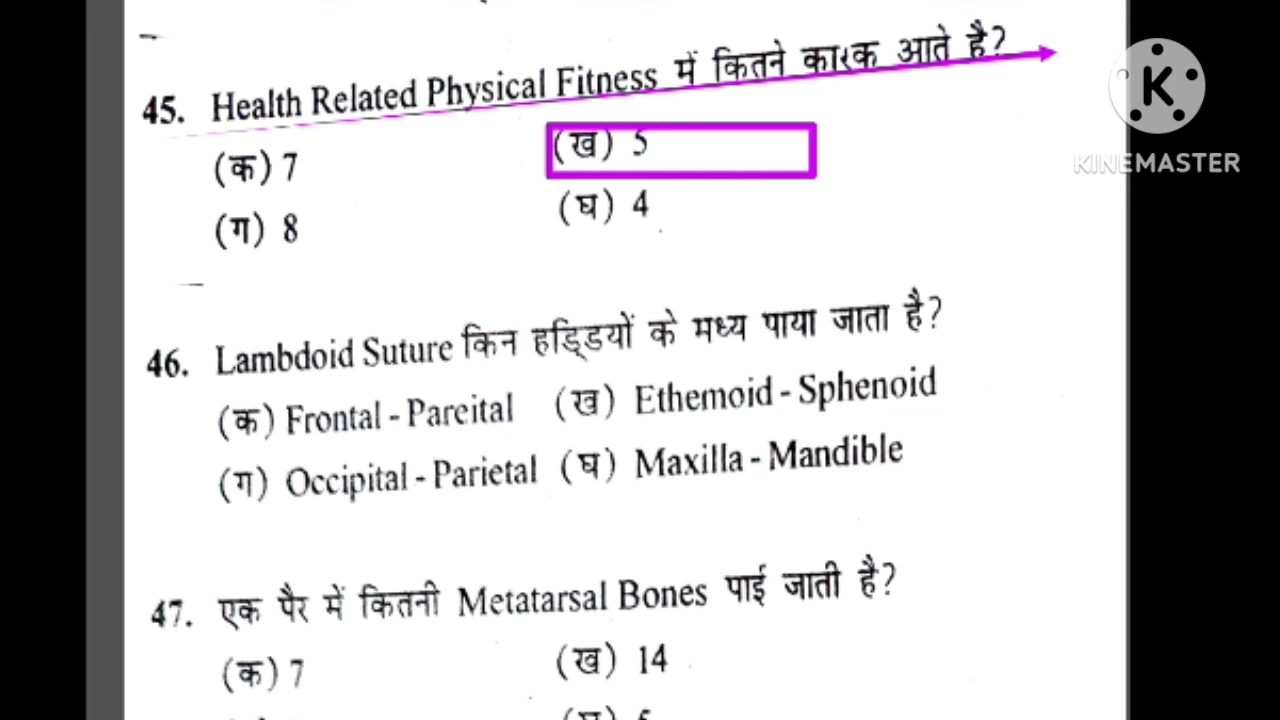 45. Health Related Physical Fitness में कितने कारक आते है?
(क) 7 (ख) 5
(ग) 8 (घ) 4
K
KINEMASTER
46. Lambdoid Suture किन हड्डियों के मध्य पाया जाता है?
(क) Frontal - Pareital (ख) Ethemoid - Sphenoid
(ग) Occipital - Parietal (घ) Maxilla - Mandible
47. एक पैर में कितनी Metatarsal Bones पाई जाती है?
(क) 7 (ख) 14